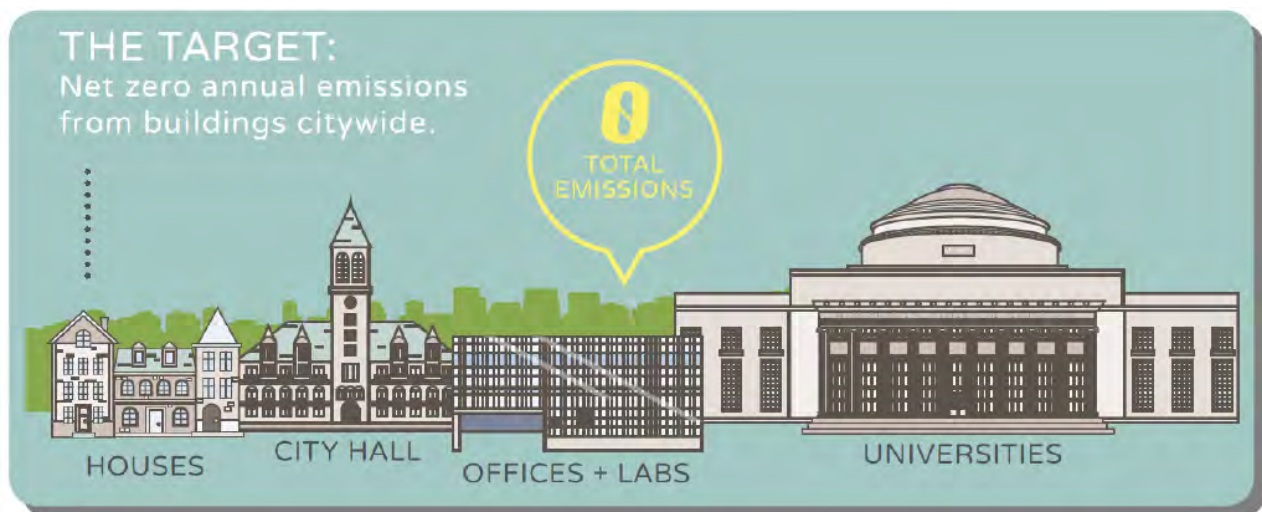 THE TARGET:
Net zero annual emissions
from buildings citywide.
0
TOTAL
EMISSIONS
HOUSES
CITY HALL
OFFICES + LABS
UNIVERSITIES